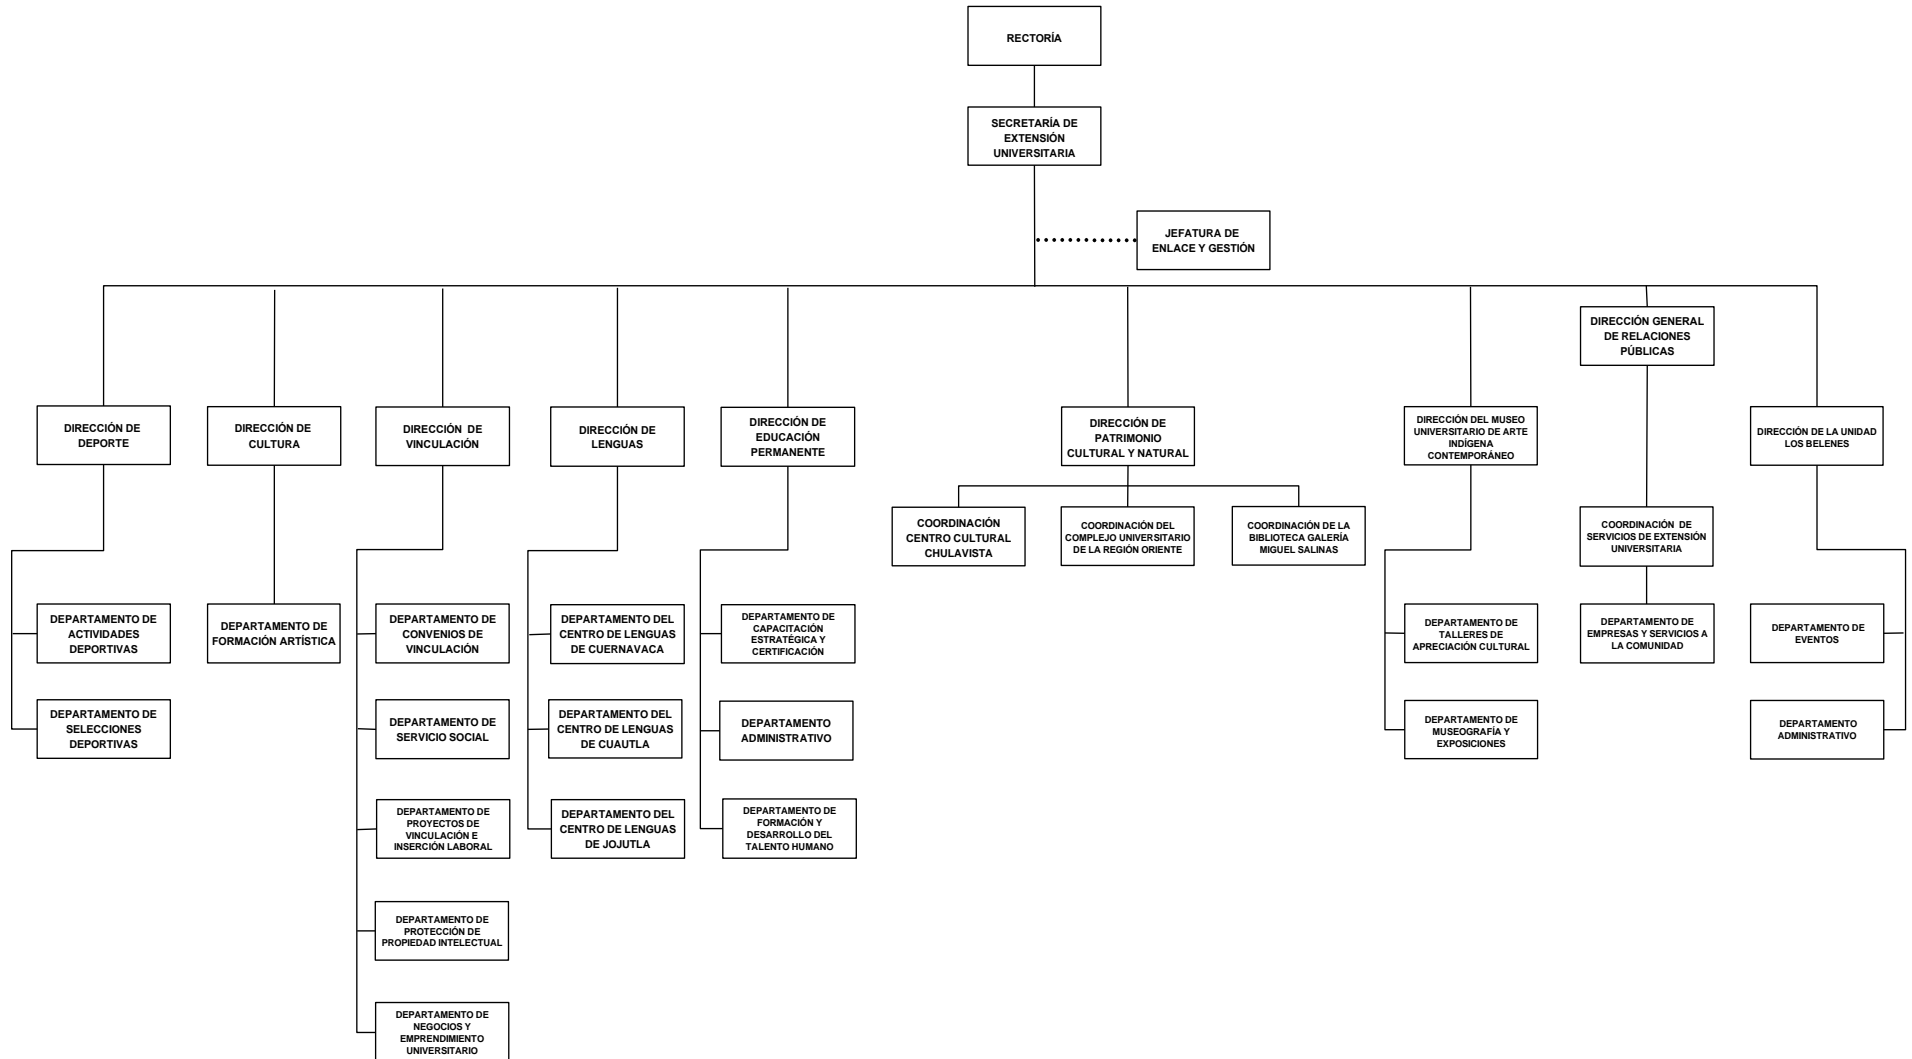 RECTORÍA
SECRETARÍA DE
EXTENSIÓN
UNIVERSITARIA
JEFATURA DE
ENLACE Y GESTIÓN
DIRECCIÓN GENERAL
DE RELACIONES
PÚBLICAS
DIRECCIÓN DE
DEPORTE
DIRECCIÓN DE
CULTURA
DIRECCIÓN DE
VINCULACIÓN
DIRECCIÓN DE
LENGUAS
DIRECCIÓN DE
EDUCACIÓN
PERMANENTE
DIRECCIÓN DE
PATRIMONIO
CULTURAL Y NATURAL
DIRECCIÓN DEL MUSEO
UNIVERSITARIO DE ARTE
INDÍGENA
CONTEMPORÁNEO
DIRECCIÓN DE LA UNIDAD
LOS BELENES
COORDINACIÓN
CENTRO CULTURAL
CHULAVISTA
COORDINACIÓN DEL
COMPLEJO UNIVERSITARIO
DE LA REGIÓN ORIENTE
COORDINACIÓN DE LA
BIBLIOTECA GALERÍA
MIGUEL SALINAS
COORDINACIÓN DE
SERVICIOS DE EXTENSIÓN
UNIVERSITARIA
DEPARTAMENTO DE
ACTIVIDADES
DEPORTIVAS
DEPARTAMENTO DE
FORMACIÓN ARTÍSTICA
DEPARTAMENTO DE
CONVENIOS DE
VINCULACIÓN
DEPARTAMENTO DEL
CENTRO DE LENGUAS
DE CUERNAVACA
DEPARTAMENTO DE
CAPACITACIÓN
ESTRATÉGICA Y
CERTIFICACIÓN
DEPARTAMENTO DE
TALLERES DE
APRECIACIÓN CULTURAL
DEPARTAMENTO DE
EMPRESAS Y SERVICIOS A
LA COMUNIDAD
DEPARTAMENTO DE
EVENTOS
DEPARTAMENTO DE
SELECCIONES
DEPORTIVAS
DEPARTAMENTO DE
SERVICIO SOCIAL
DEPARTAMENTO DEL
CENTRO DE LENGUAS
DE CUAUTLA
DEPARTAMENTO
ADMINISTRATIVO
DEPARTAMENTO DE
MUSEOGRAFÍA Y
EXPOSICIONES
DEPARTAMENTO
ADMINISTRATIVO
DEPARTAMENTO DE
PROYECTOS DE
VINCULACIÓN E
INSERCIÓN LABORAL
DEPARTAMENTO DEL
CENTRO DE LENGUAS
DE JOJUTLA
DEPARTAMENTO DE
FORMACIÓN Y
DESARROLLO DEL
TALENTO HUMANO
DEPARTAMENTO DE
PROTECCIÓN DE
PROPIEDAD INTELECTUAL
DEPARTAMENTO DE
NEGOCIOS Y
EMPRENDIMIENTO
UNIVERSITARIO